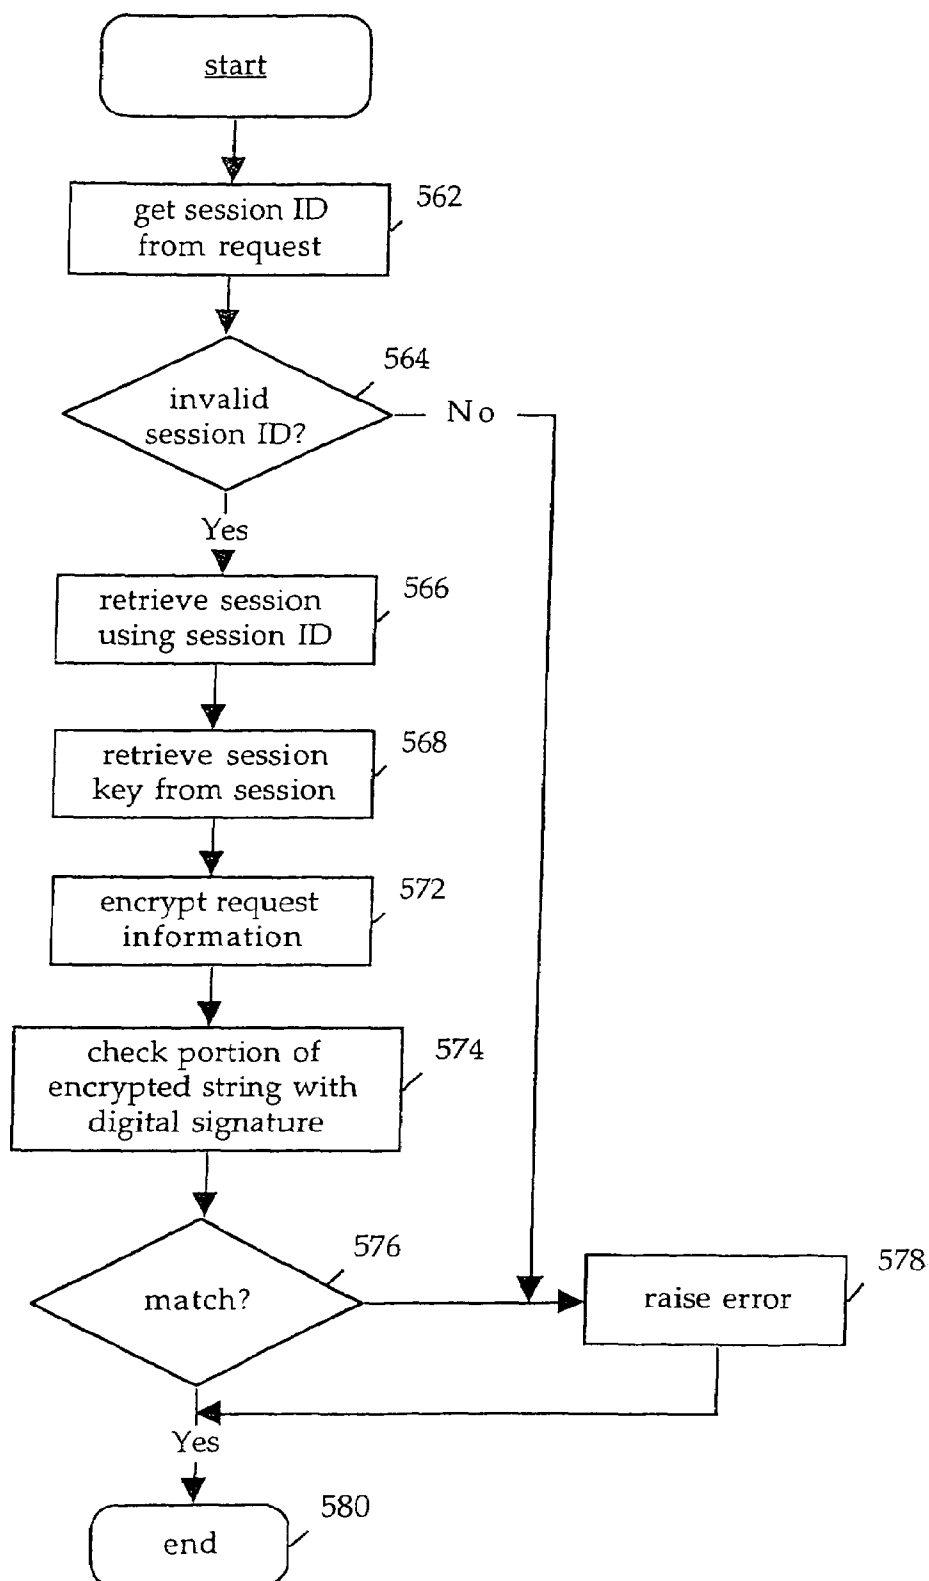 start
562
get session ID
from request
564
invalid
session ID?
No
Yes
566
retrieve session
using session ID
568
retrieve session
key from session
572
encrypt request
information
574
check portion of
encrypted string with
digital signature
576
match?
578
raise error
Yes
580
end